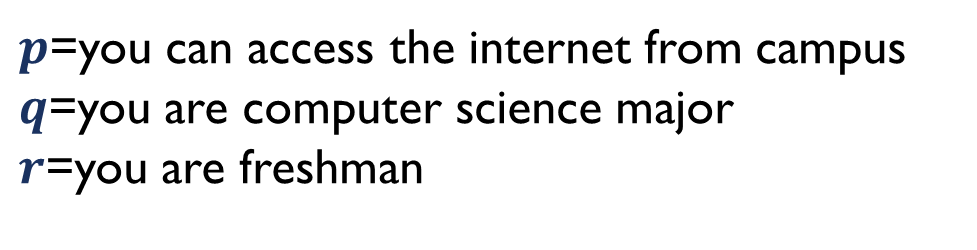 p=you can access the internet from campus
q=you are computer science major
r=you are freshman